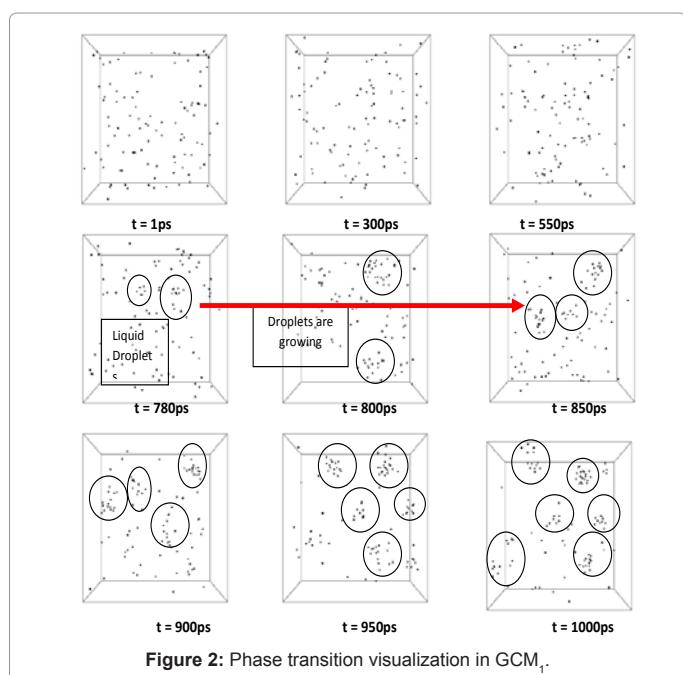 t = 1ps
t = 300ps
t = 550ps
Liquid
Droplet
s
Droplets are
growing
t = 780ps
t = 800ps
t = 850ps
t = 900ps
t = 950ps
t = 1000ps
Figure 2: Phase transition visualization in GCM₁.